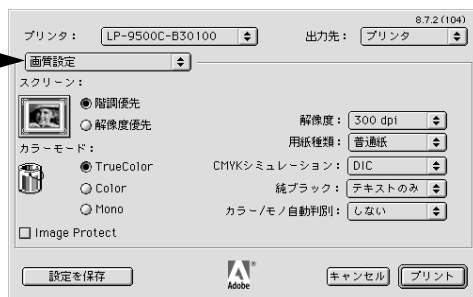 8.7.2 (104)
プリンタ： LP-9500C-B30100 出力先： プリンタ
画質設定
スクリーン：
階調優先
解像度優先
解像度： 300 dpi
用紙種類： 普通紙
カラーモード：
TrueColor
CMYKシミュレーション： DIC
Color
純ブラック： テキストのみ
Mono
カラー/モノ自動判別： しない
Image Protect
設定を保存
Adobe
キャンセル
プリント